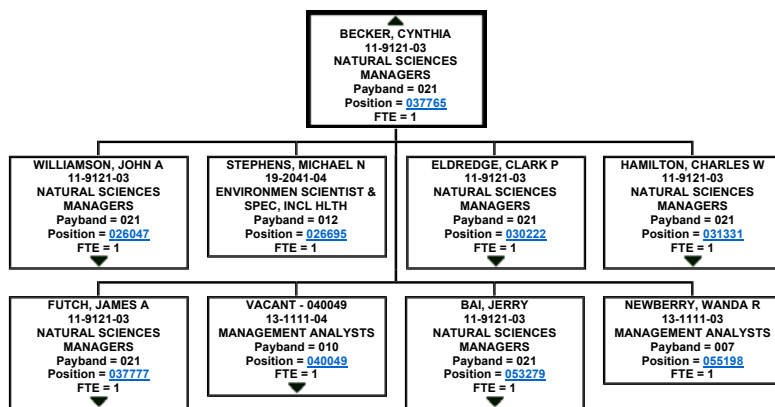 BECKER, CYNTHIA
11-9121-03
NATURAL SCIENCES
MANAGERS
Payband = 021
Position = 037765
FTE = 1
WILLIAMSON, JOHN A
11-9121-03
NATURAL SCIENCES
MANAGERS
Payband = 021
Position = 026047
FTE = 1
STEPHENS, MICHAEL N
19-2041-04
ENVIRONMEN SCIENTIST &
SPEC, INCL HLTH
Payband = 012
Position = 026695
FTE = 1
ELDREDGE, CLARK P
11-9121-03
NATURAL SCIENCES
MANAGERS
Payband = 021
Position = 030222
FTE = 1
HAMILTON, CHARLES W
11-9121-03
NATURAL SCIENCES
MANAGERS
Payband = 021
Position = 031331
FTE = 1
FUTCH, JAMES A
11-9121-03
NATURAL SCIENCES
MANAGERS
Payband = 021
Position = 037777
FTE = 1
VACANT - 040049
13-1111-04
MANAGEMENT ANALYSTS
Payband = 010
Position = 040049
FTE = 1
BAI, JERRY
11-9121-03
NATURAL SCIENCES
MANAGERS
Payband = 021
Position = 053279
FTE = 1
NEWBERRY, WANDA R
13-1111-03
MANAGEMENT ANALYSTS
Payband = 007
Position = 055198
FTE = 1